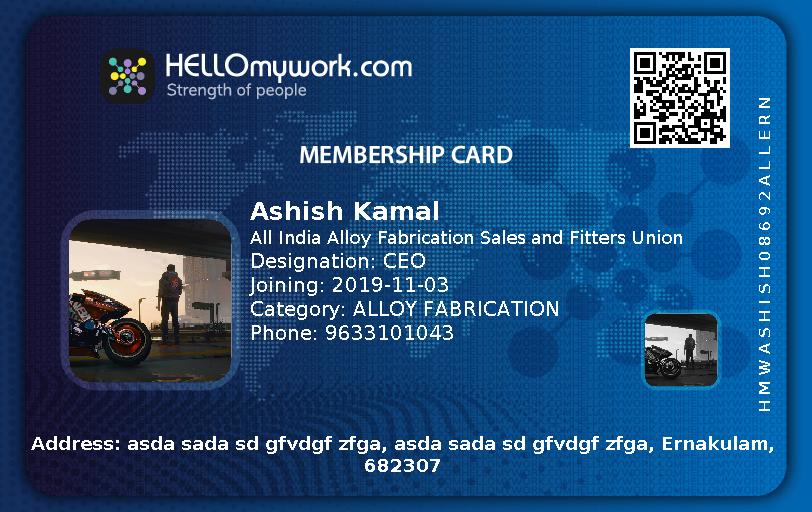 HELLOmywork.com
Strength of people
MEMBERSHIP CARD
Ashish Kamal
All India Alloy Fabrication Sales and Fitters Union
Designation: CEO
Joining: 2019-11-03
Category: ALLOY FABRICATION
Phone: 9633101043
HMWASHISH08692ALLERN
Address: asda sada sd gfvdgf zfga, asda sada sd gfvdgf zfga, Ernakulam,
682307